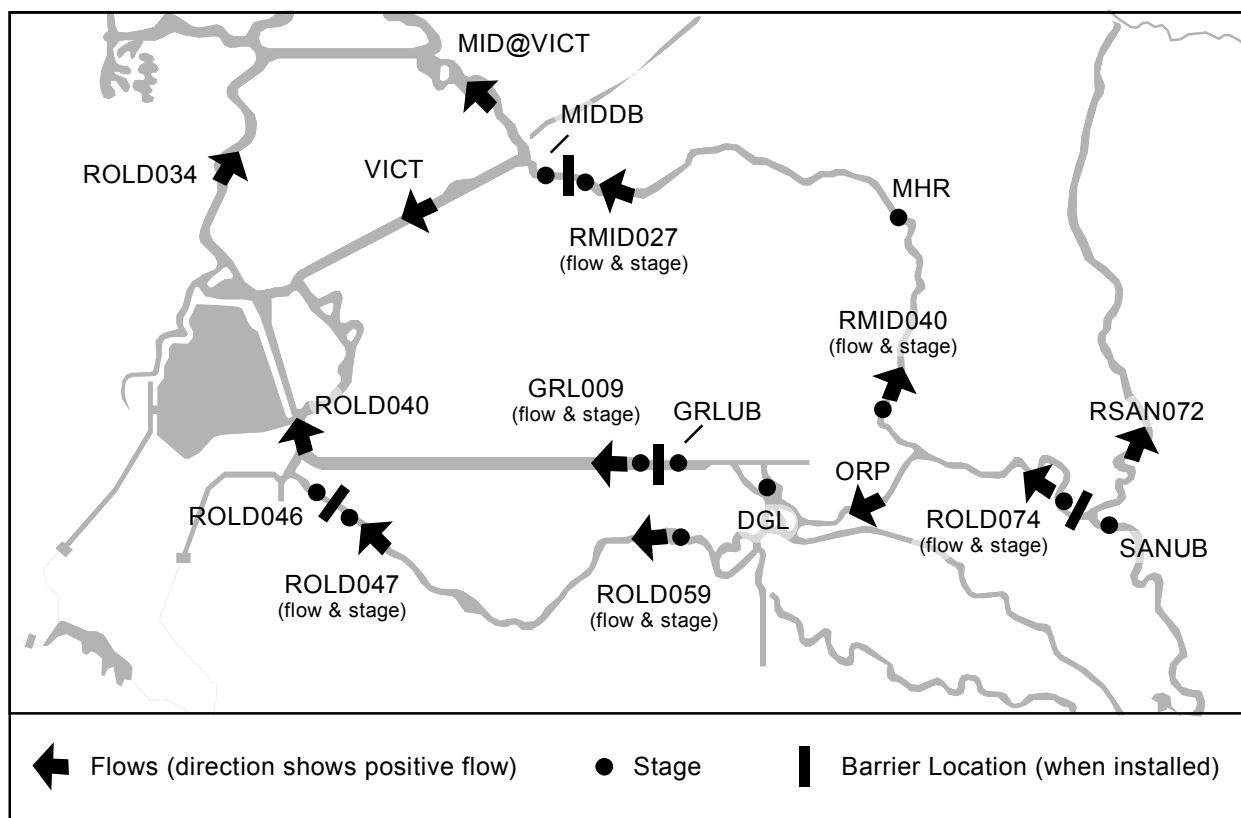 MID@VICT
MIDDB
ROLD034
VICT
MHR
RMID027
(flow & stage)
RMID040
(flow & stage)
GRL009
(flow & stage)
GRLUB
ROLD040
RSAN072
ORP
ROLD046
DGL
ROLD074
(flow & stage)
SANUB
ROLD047
(flow & stage)
ROLD059
(flow & stage)
Flows (direction shows positive flow)
Stage
Barrier Location (when installed)